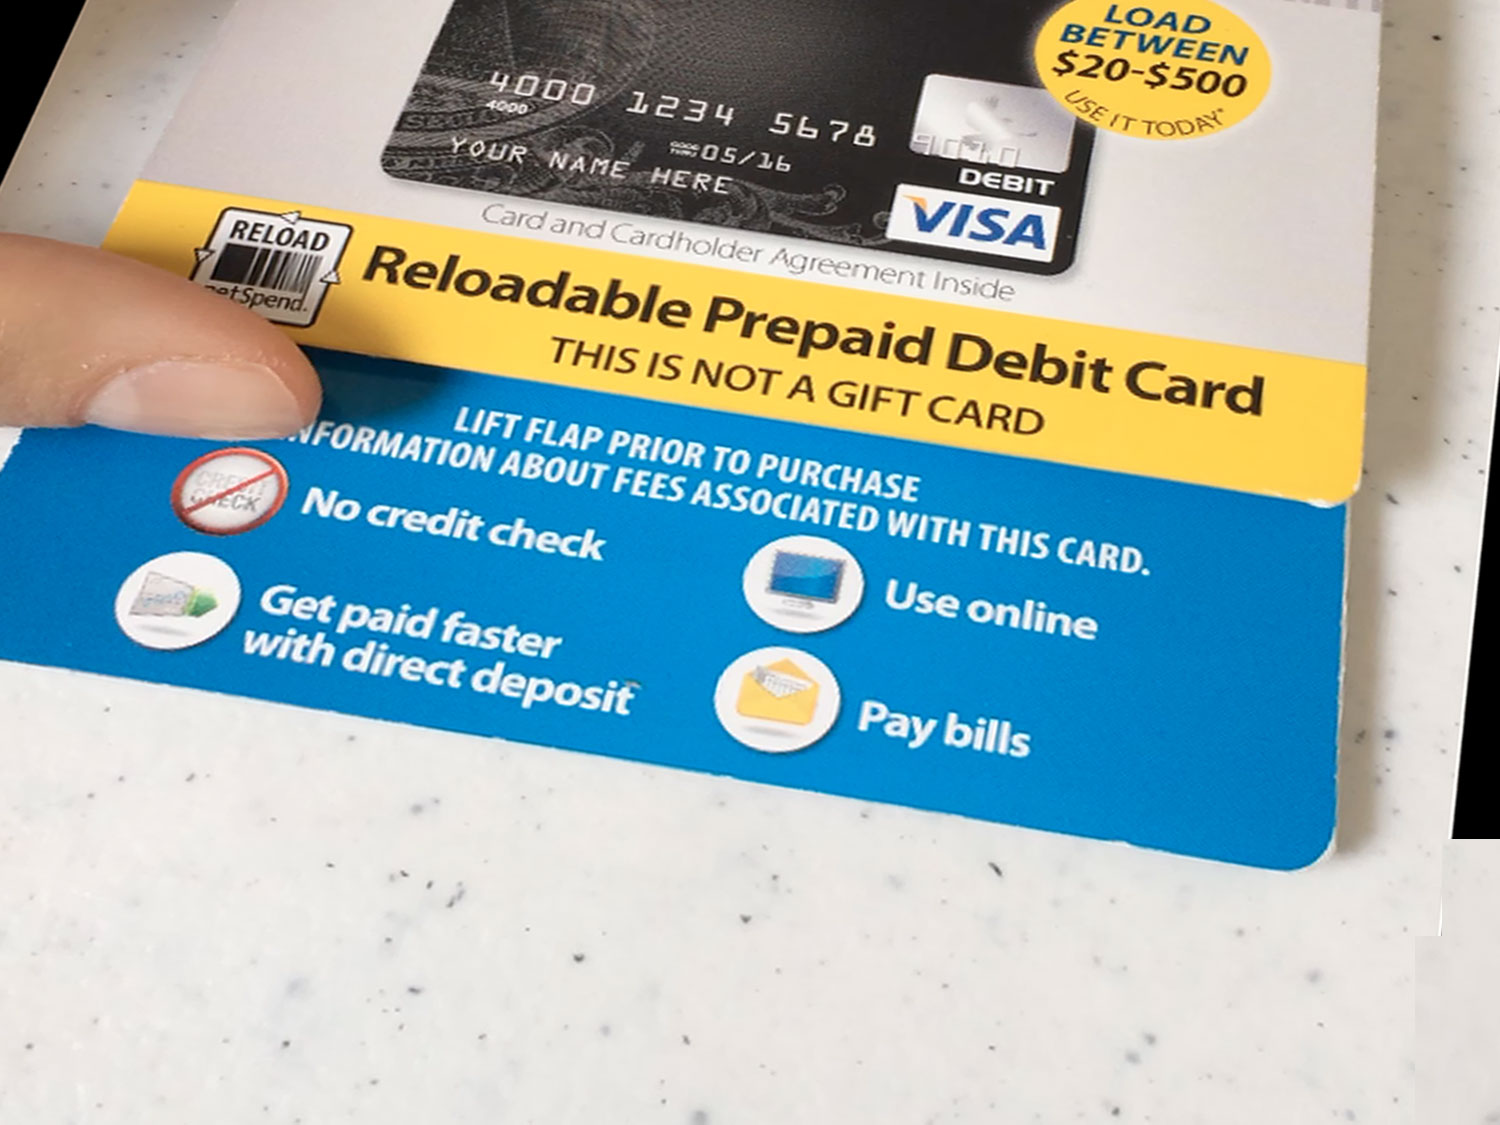 LOAD
BETWEEN
$20-$500
USE IT TODAY*
4000 1234 5678
4000
05/16
YOUR NAME HERE
DEBIT
VISA
Card and Cardholder Agreement Inside
RELOAD
etSpend.
Reloadable Prepaid Debit Card
THIS IS NOT A GIFT CARD
LIFT FLAP PRIOR TO PURCHASE
NFORMATION ABOUT FEES ASSOCIATED WITH THIS CARD.
CREDIT
CHECK
No credit check
Use online
Get paid faster
with direct deposit
Pay bills